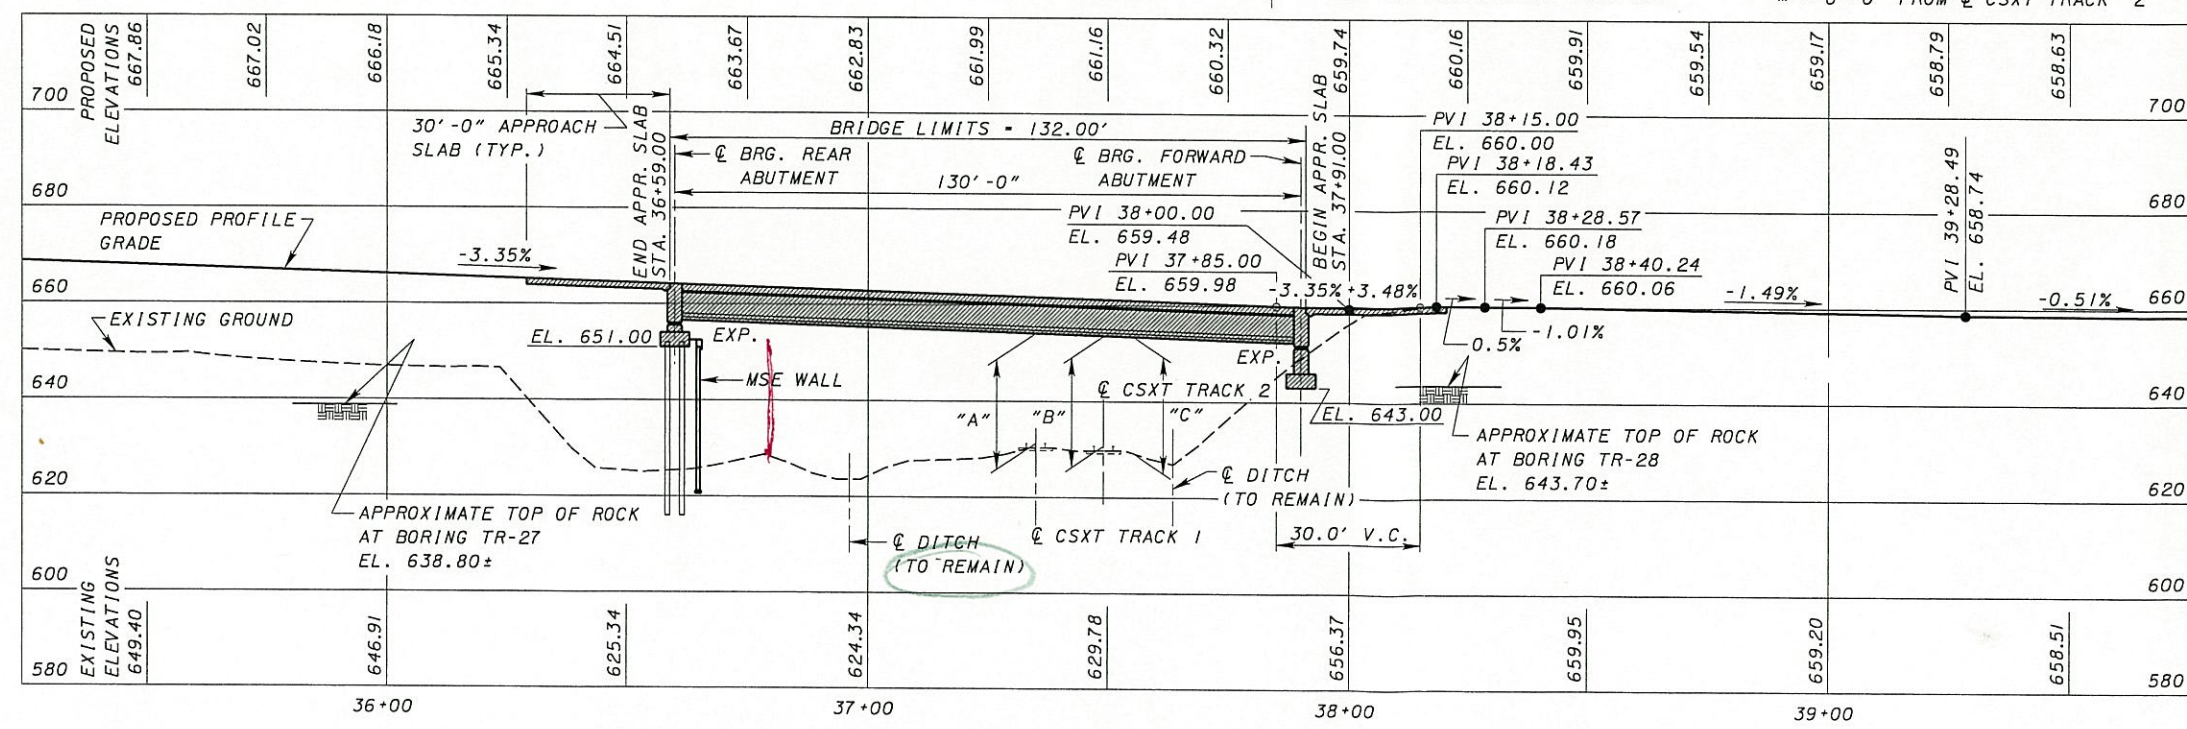 6'-0" FROM ℄ CSXT TRACK 2
PROPOSED
ELEVATIONS
667.86
667.02
666.18
665.34
664.51
663.67
662.83
661.99
661.16
660.32
659.74
660.16
659.91
659.54
659.17
658.79
658.63
700
700
30'-0" APPROACH
SLAB (TYP.)
END APPR. SLAB
STA. 36+59.00
BRIDGE LIMITS = 132.00'
℄ BRG. REAR
ABUTMENT
130'-0"
℄ BRG. FORWARD
ABUTMENT
BEGIN APPR. SLAB
STA. 37+91.00
PVI 38+15.00
EL. 660.00
PVI 38+18.43
EL. 660.12
680
680
PROPOSED PROFILE
GRADE
-3.35%
PVI 38+00.00
EL. 659.48
PVI 37+85.00
EL. 659.98
-3.35%
+3.48%
PVI 38+28.57
EL. 660.18
PVI 38+40.24
EL. 660.06
PVI 39+28.49
EL. 658.74
660
660
-1.49%
-0.51%
EXISTING GROUND
EL. 651.00
EXP.
EXP.
0.5%
-1.01%
MSE WALL
640
640
"A"
"B"
℄ CSXT TRACK 2
"C"
EL. 643.00
APPROXIMATE TOP OF ROCK
AT BORING TR-28
EL. 643.70±
620
620
APPROXIMATE TOP OF ROCK
AT BORING TR-27
EL. 638.80±
℄ DITCH
(TO REMAIN)
℄ CSXT TRACK 1
℄ DITCH
(TO REMAIN)
30.0' V.C.
600
600
EXISTING
ELEVATIONS
649.40
646.91
625.34
624.34
629.78
656.37
659.95
659.20
658.51
580
580
36+00
37+00
38+00
39+00